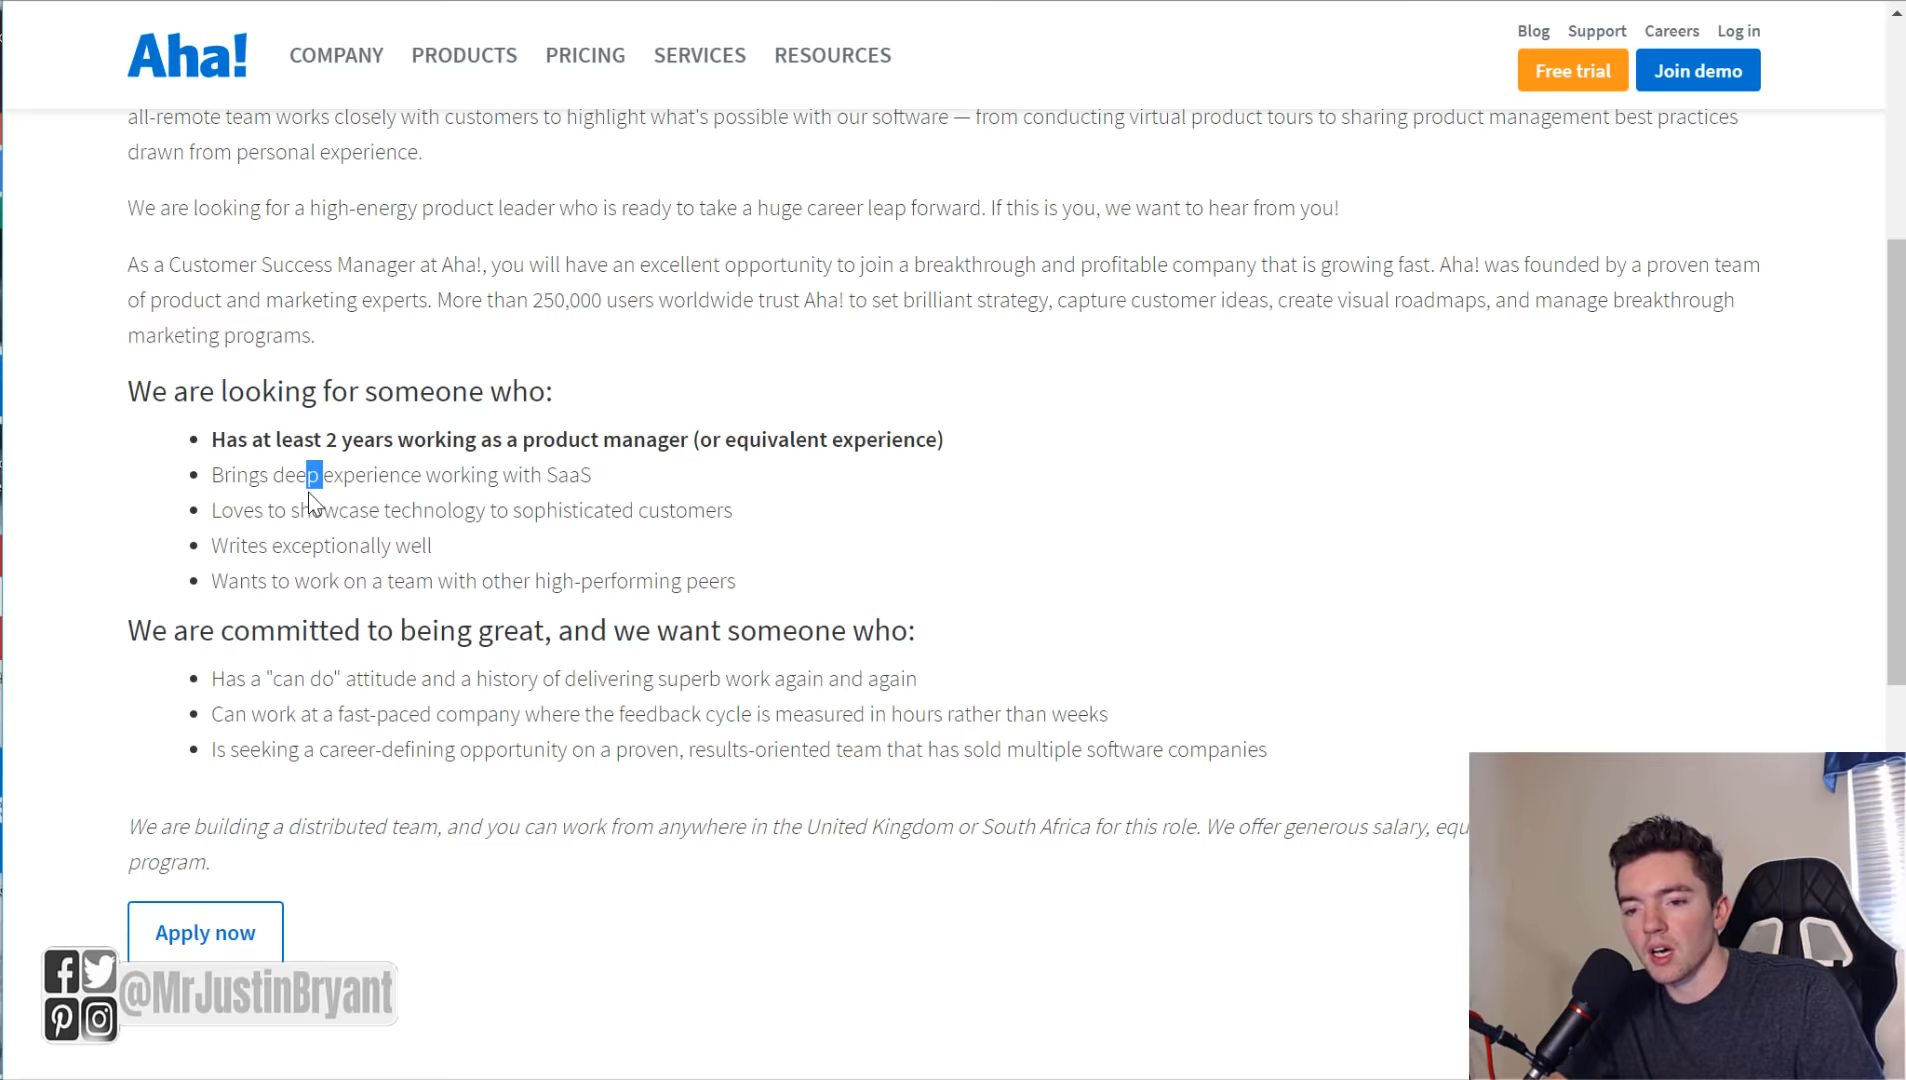 Aha!
COMPANY PRODUCTS PRICING SERVICES RESOURCES
Blog Support Careers Log in
Free trial Join demo
all-remote team works closely with customers to highlight what's possible with our software — from conducting virtual product tours to sharing product management best practices
drawn from personal experience.
We are looking for a high-energy product leader who is ready to take a huge career leap forward. If this is you, we want to hear from you!
As a Customer Success Manager at Aha!, you will have an excellent opportunity to join a breakthrough and profitable company that is growing fast. Aha! was founded by a proven team
of product and marketing experts. More than 250,000 users worldwide trust Aha! to set brilliant strategy, capture customer ideas, create visual roadmaps, and manage breakthrough
marketing programs.
We are looking for someone who:
• Has at least 2 years working as a product manager (or equivalent experience)
• Brings deep experience working with SaaS
• Loves to showcase technology to sophisticated customers
• Writes exceptionally well
• Wants to work on a team with other high-performing peers
We are committed to being great, and we want someone who:
• Has a "can do" attitude and a history of delivering superb work again and again
• Can work at a fast-paced company where the feedback cycle is measured in hours rather than weeks
• Is seeking a career-defining opportunity on a proven, results-oriented team that has sold multiple software companies
We are building a distributed team, and you can work from anywhere in the United Kingdom or South Africa for this role. We offer generous salary, equ
program.
Apply now
@MrJustinBryant